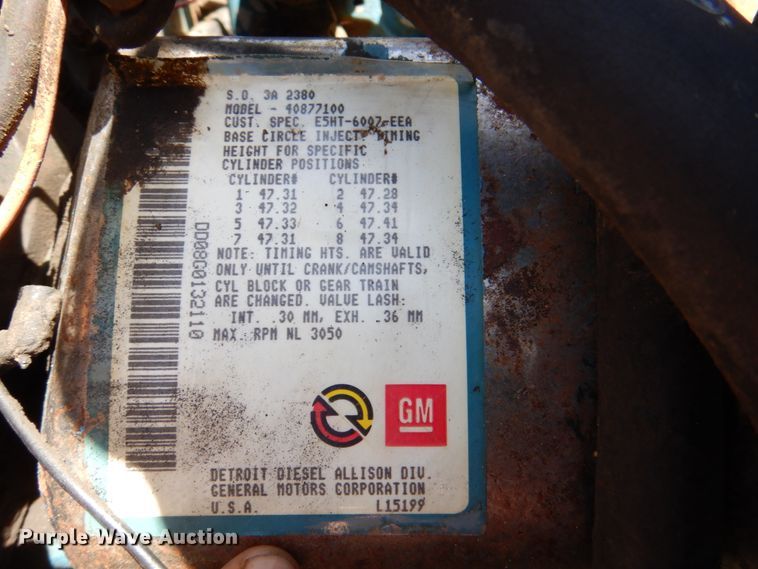 S.O. 3A 2380
MODEL - 40877100
CUST. SPEC. E5HT-6007-EEA
BASE CIRCLE INJECT. TIMING
HEIGHT FOR SPECIFIC
CYLINDER POSITIONS
CYLINDER# CYLINDER#
1 47.31 2 47.28
3 47.32 4 47.34
5 47.33 6 47.41
7 47.31 8 47.34
NOTE: TIMING HTS. ARE VALID
ONLY UNTIL CRANK/CAMSHAFTS,
CYL BLOCK OR GEAR TRAIN
ARE CHANGED. VALVE LASH:
INT. .30 MM, EXH. .36 MM
MAX. RPM NL 3050
DD08G0132110
GM
DETROIT DIESEL ALLISON DIV.
GENERAL MOTORS CORPORATION
U.S.A. L15199
Purple Wave Auction